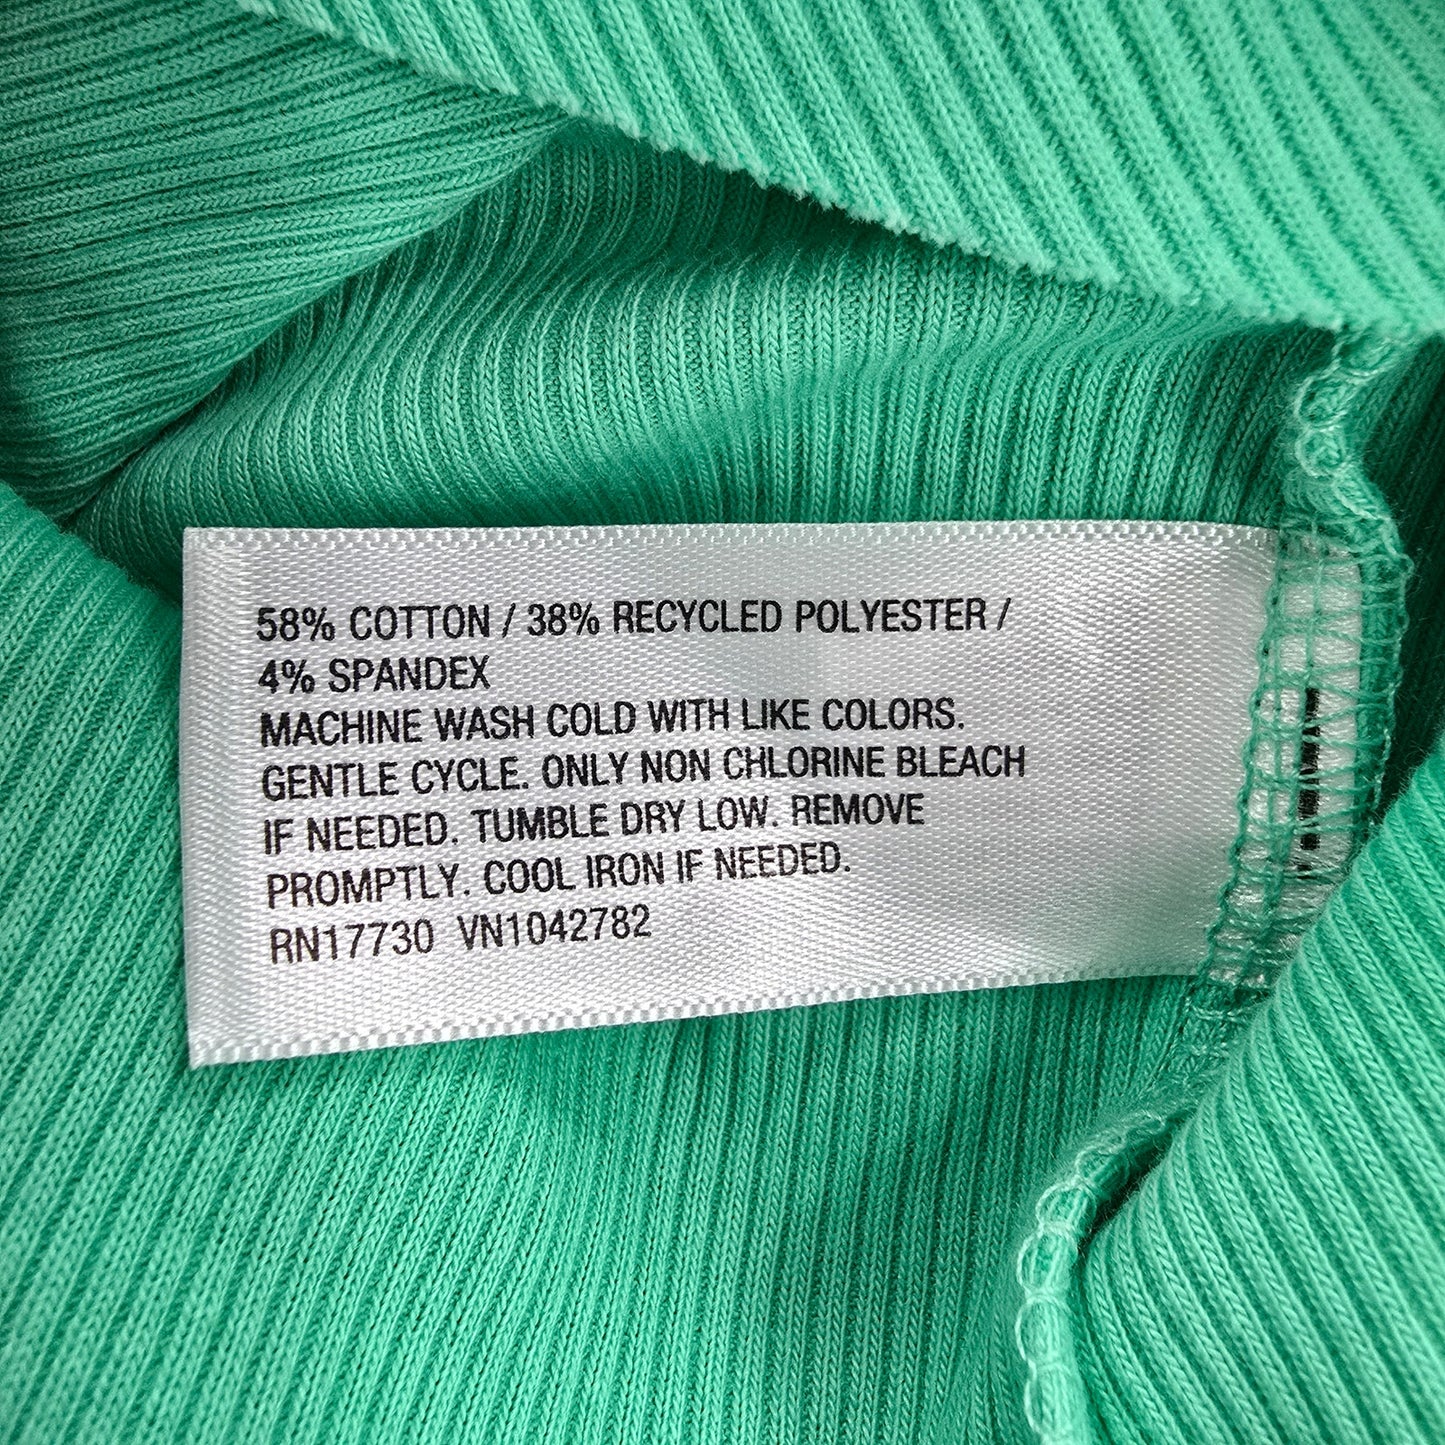 58% COTTON / 38% RECYCLED POLYESTER /
4% SPANDEX
MACHINE WASH COLD WITH LIKE COLORS.
GENTLE CYCLE. ONLY NON CHLORINE BLEACH
IF NEEDED. TUMBLE DRY LOW. REMOVE
PROMPTLY. COOL IRON IF NEEDED.
RN17730 VN1042782